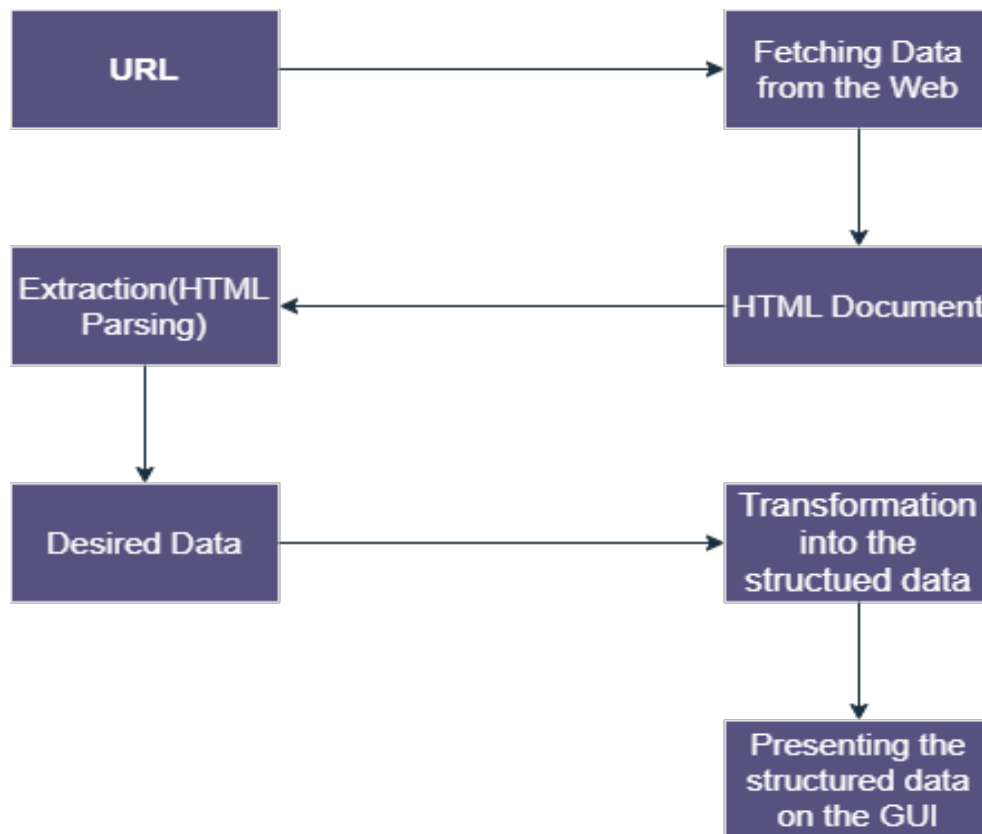 URL
Fetching Data
from the Web
HTML Document
Extraction(HTML
Parsing)
Desired Data
Transformation
into the
structued data
Presenting the
structured data
on the GUI